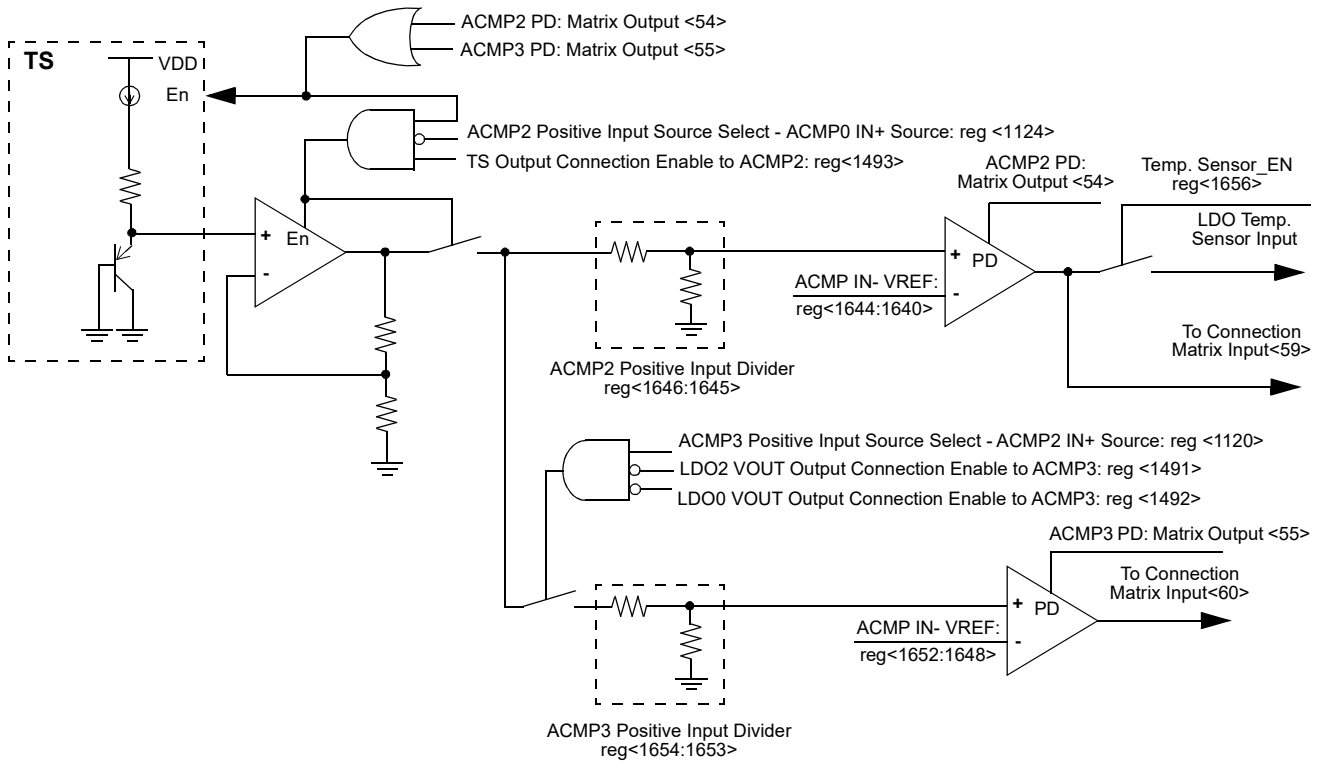 ACMP2 PD: Matrix Output <54>
ACMP3 PD: Matrix Output <55>
TS
VDD
En
ACMP2 Positive Input Source Select - ACMP0 IN+ Source: reg <1124>
TS Output Connection Enable to ACMP2: reg<1493>
+
En
-
ACMP2 Positive Input Divider
reg<1646:1645>
ACMP2 PD:
Matrix Output <54>
Temp. Sensor_EN
reg<1656>
LDO Temp.
Sensor Input
+
PD
-
ACMP IN- VREF:
reg<1644:1640>
To Connection
Matrix Input<59>
ACMP3 Positive Input Source Select - ACMP2 IN+ Source: reg <1120>
LDO2 VOUT Output Connection Enable to ACMP3: reg <1491>
LDO0 VOUT Output Connection Enable to ACMP3: reg <1492>
ACMP3 PD: Matrix Output <55>
To Connection
Matrix Input<60>
+
PD
-
ACMP IN- VREF:
reg<1652:1648>
ACMP3 Positive Input Divider
reg<1654:1653>